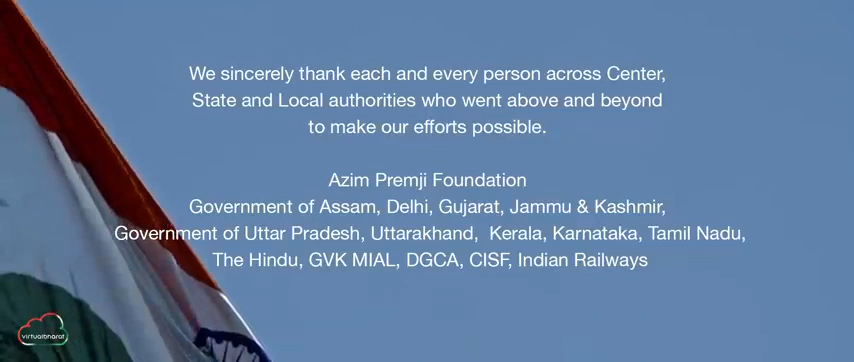 We sincerely thank each and every person across Center,
State and Local authorities who went above and beyond
to make our efforts possible.
Azim Premji Foundation
Government of Assam, Delhi, Gujarat, Jammu & Kashmir,
Government of Uttar Pradesh, Uttarakhand, Kerala, Karnataka, Tamil Nadu,
The Hindu, GVK MIAL, DGCA, CISF, Indian Railways
virtualbharat